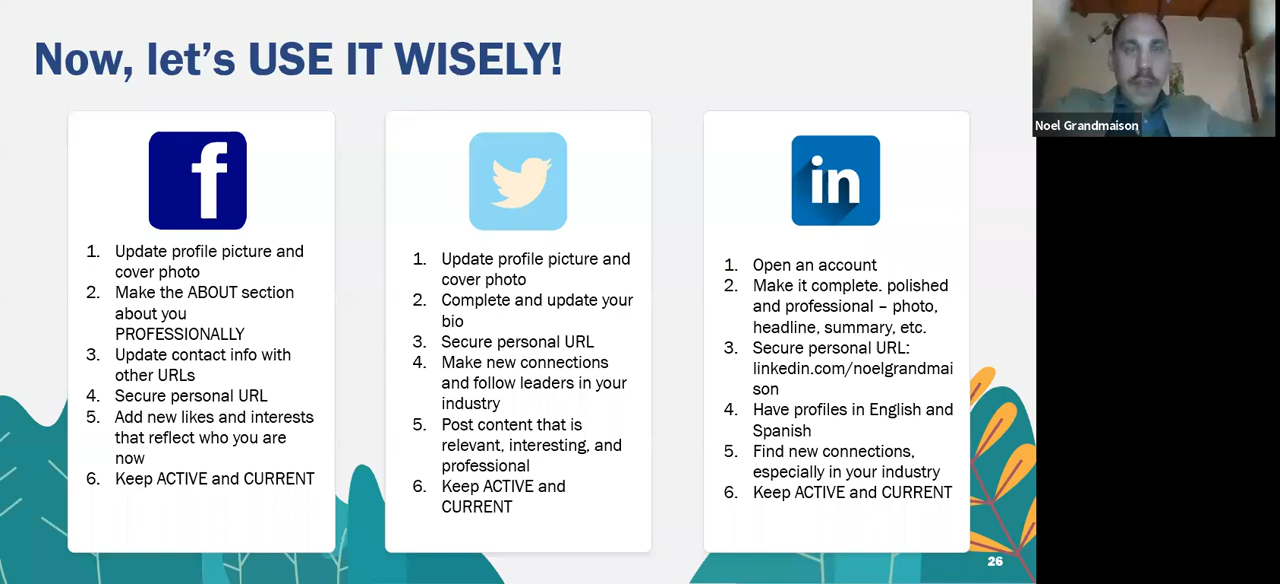 Now, let's USE IT WISELY!
f
1. Update profile picture and
cover photo
2. Make the ABOUT section
about you
PROFESSIONALLY
3. Update contact info with
other URLs
4. Secure personal URL
5. Add new likes and interests
that reflect who you are
now
6. Keep ACTIVE and CURRENT
1. Update profile picture and
cover photo
2. Complete and update your
bio
3. Secure personal URL
4. Make new connections
and follow leaders in your
industry
5. Post content that is
relevant, interesting, and
professional
6. Keep ACTIVE and
CURRENT
in
1. Open an account
2. Make it complete. polished
and professional – photo,
headline, summary, etc.
3. Secure personal URL:
linkedin.com/noelgrandmai
son
4. Have profiles in English and
Spanish
5. Find new connections,
especially in your industry
6. Keep ACTIVE and CURRENT
26
Noel Grandmaison